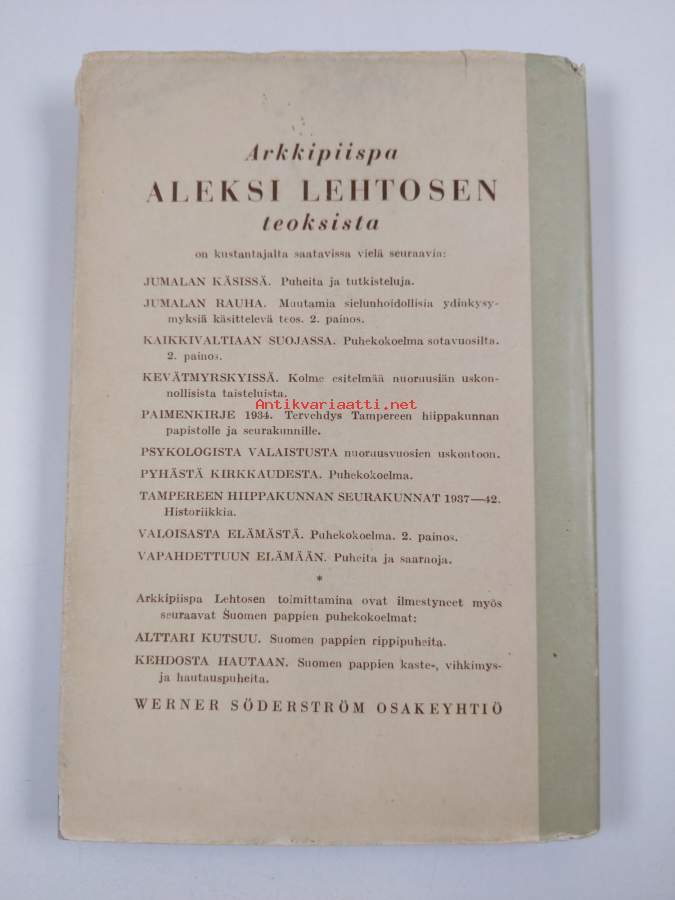 Arkkipiispa
ALEKSI LEHTOSEN
teoksista
on kustantajalta saatavissa vielä seuraavia:
JUMALAN KÄSISSÄ. Puheita ja tutkisteluja.
JUMALAN RAUHA. Muutamia sielunhoidollisia ydinkysy-
myksiä käsittelevä teos. 2. painos.
KAIKKIVALTIAAN SUOJASSA. Puhekokoelma sotavuosilta.
2. painos.
KEVÄTMYRSKYISSÄ. Kolme esitelmää nuoruusiän uskon-
nollisista taisteluista.
Antikvariaatti.net
PAIMENKIRJE 1934. Tervehdys Tampereen hiippakunnan
papistolle ja seurakunnille.
PSYKOLOGISTA VALAISTUSTA nuoruusvuosien uskontoon.
PYHÄSTÄ KIRKKAUDESTA. Puhekokoelma.
TAMPEREEN HIIPPAKUNNAN SEURAKUNNAT 1937—42.
Historiikkia.
VALOISASTA ELÄMÄSTÄ. Puhekokoelma. 2. painos.
VAPAHDETTUUN ELÄMÄÄN. Puheita ja saarnoja.
*
Arkkipiispa Lehtosen toimittamina ovat ilmestyneet myös
seuraavat Suomen pappien puhekokoelmat:
ALTTARI KUTSUU. Suomen pappien rippipuheita.
KEHDOSTA HAUTAAN. Suomen pappien kaste-, vihkimys-
ja hautauspuheita.
WERNER SÖDERSTRÖM OSAKEYHTIÖ